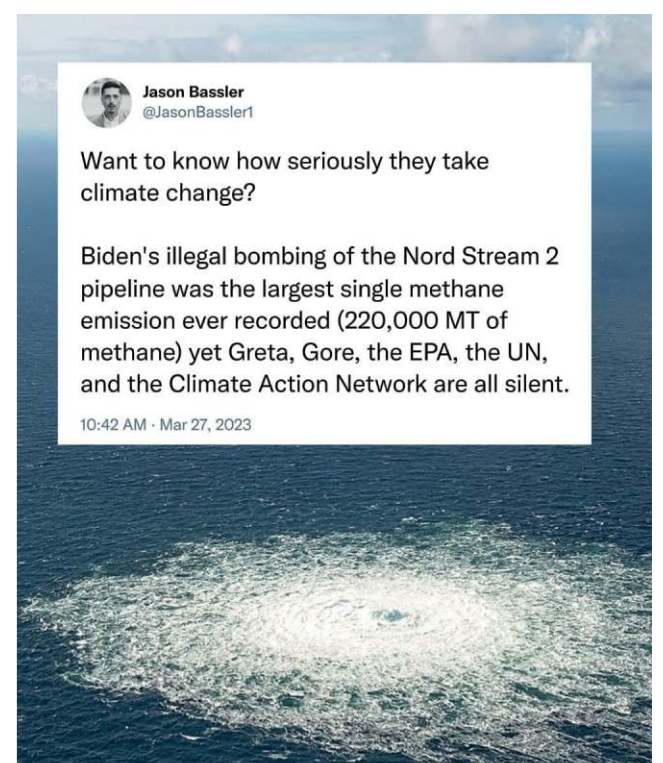 Jason Bassler
@JasonBassler1
Want to know how seriously they take
climate change?
Biden's illegal bombing of the Nord Stream 2
pipeline was the largest single methane
emission ever recorded (220,000 MT of
methane) yet Greta, Gore, the EPA, the UN,
and the Climate Action Network are all silent.
10:42 AM · Mar 27, 2023